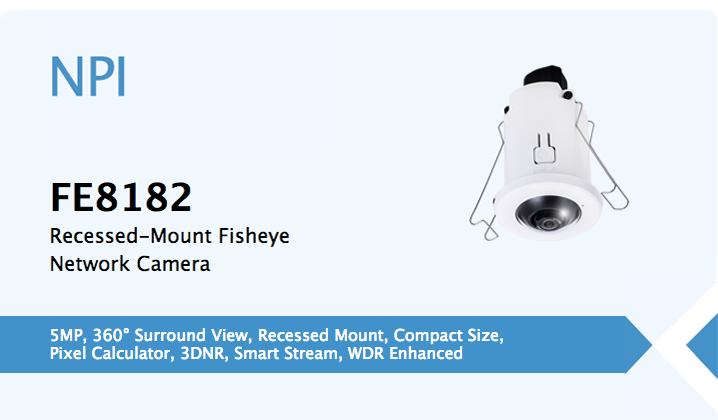 NPI
FE8182
Recessed-Mount Fisheye
Network Camera
5MP, 360° Surround View, Recessed Mount, Compact Size,
Pixel Calculator, 3DNR, Smart Stream, WDR Enhanced